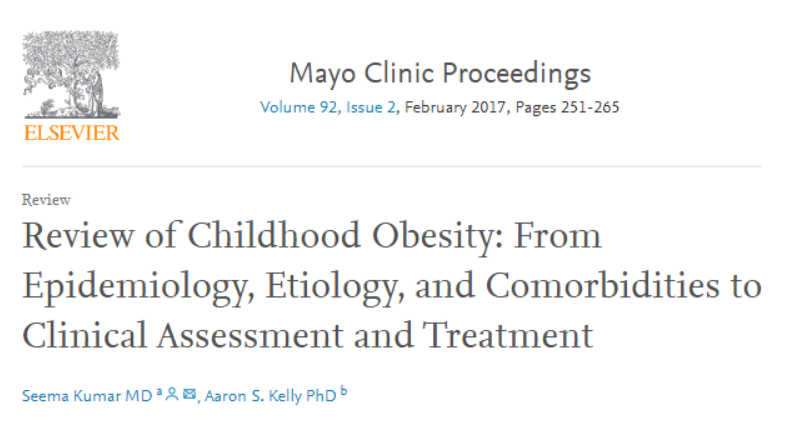 ELSEVIER
Mayo Clinic Proceedings
Volume 92, Issue 2, February 2017, Pages 251-265
Review
Review of Childhood Obesity: From
Epidemiology, Etiology, and Comorbidities to
Clinical Assessment and Treatment
Seema Kumar MD a, Aaron S. Kelly PhD b